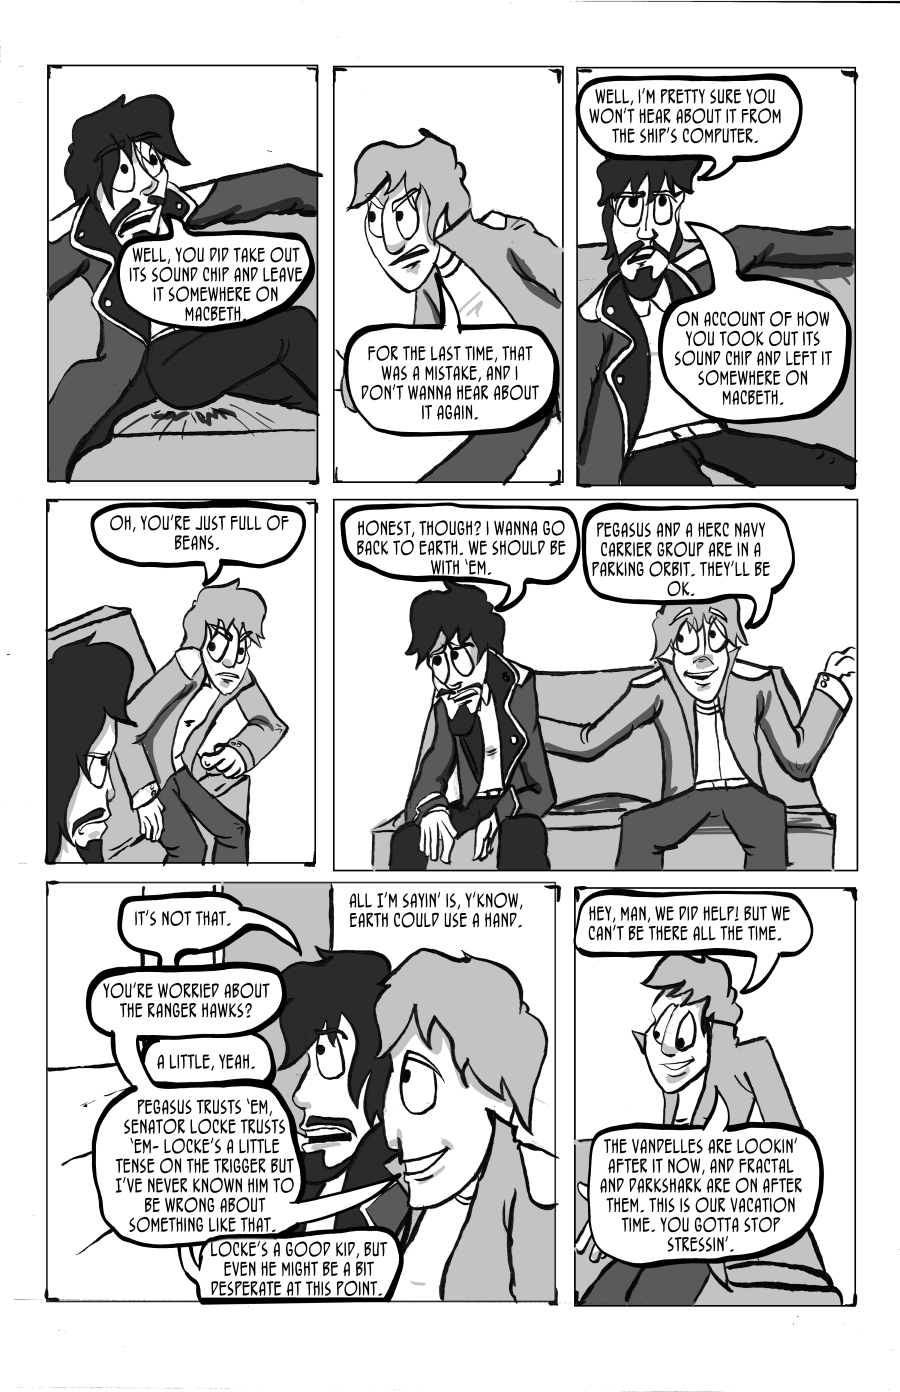 WELL, YOU DID TAKE OUT
ITS SOUND CHIP AND LEAVE
IT SOMEWHERE ON
MACBETH.
FOR THE LAST TIME, THAT
WAS A MISTAKE, AND I
DON'T WANNA HEAR ABOUT
IT AGAIN.
WELL, I'M PRETTY SURE YOU
WON'T HEAR ABOUT IT FROM
THE SHIP'S COMPUTER.
ON ACCOUNT OF HOW
YOU TOOK OUT ITS
SOUND CHIP AND LEFT IT
SOMEWHERE ON
MACBETH.
OH, YOU'RE JUST FULL OF
BEANS.
HONEST, THOUGH? I WANNA GO
BACK TO EARTH. WE SHOULD BE
WITH 'EM.
PEGASUS AND A HERC NAVY
CARRIER GROUP ARE IN A
PARKING ORBIT. THEY'LL BE
OK.
ALL I'M SAYIN' IS, Y'KNOW,
EARTH COULD USE A HAND.
IT'S NOT THAT.
YOU'RE WORRIED ABOUT
THE RANGER HAWKS?
A LITTLE, YEAH.
PEGASUS TRUSTS 'EM,
SENATOR LOCKE TRUSTS
'EM- LOCKE'S A LITTLE
TENSE ON THE TRIGGER BUT
I'VE NEVER KNOWN HIM TO
BE WRONG ABOUT
SOMETHING LIKE THAT.
LOCKE'S A GOOD KID, BUT
EVEN HE MIGHT BE A BIT
DESPERATE AT THIS POINT.
HEY, MAN, WE DID HELP! BUT WE
CAN'T BE THERE ALL THE TIME.
THE VANDELLES ARE LOOKIN'
AFTER IT NOW, AND FRACTAL
AND DARKSHARK ARE ON AFTER
THEM. THIS IS OUR VACATION
TIME. YOU GOTTA STOP
STRESSIN'.